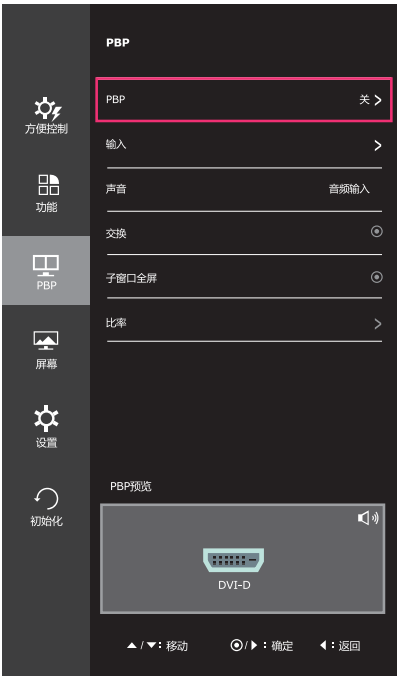 PBP
PBP 关
输入
声音 音频输入
交换
子窗口全屏
比率
方便控制
功能
PBP
屏幕
设置
初始化
PBP预览
DVI-D
/ : 移动
/ : 确定
: 返回